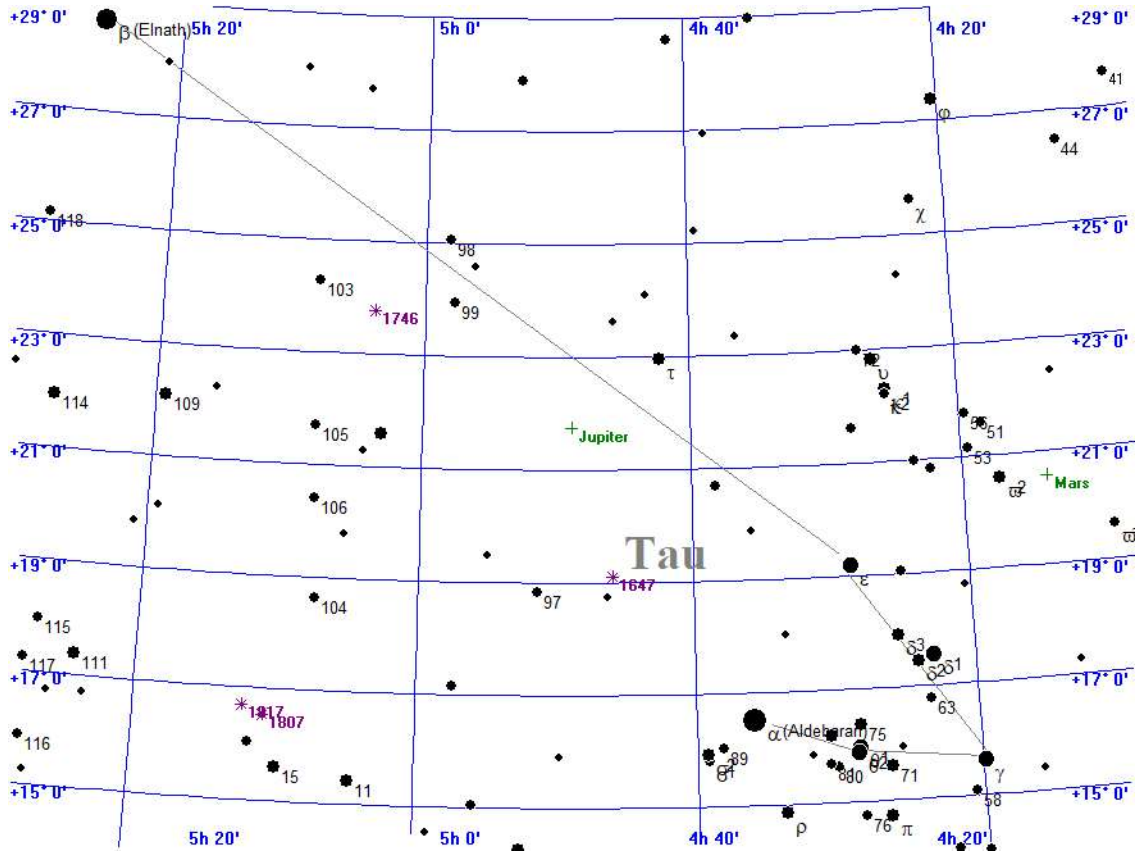 +29° 0' 5 20' 5h 0' 4h 40' 4h 20' +29° 0'
β (Elnath)
41
+27° 0' φ +27° 0'
44
χ
118
+25° 0' +25° 0'
98
103
99
1746
+23° 0' +23° 0'
τ υ
114 109
105 Jupiter 51
53
+21° 0' +21° 0'
ϖ2 Mars
106
Tau
+19° 0' ε +19° 0'
1647
104 97
115
δ3
117 111 δ2 δ1
+17° 0' +17° 0'
63
1817
1807 α (Aldebaran) 75
116
89
15 11 81 80 71 γ
+15° 0' +15° 0'
58
ρ 76 π
5h 20' 5h 0' 4h 40' 4h 20'